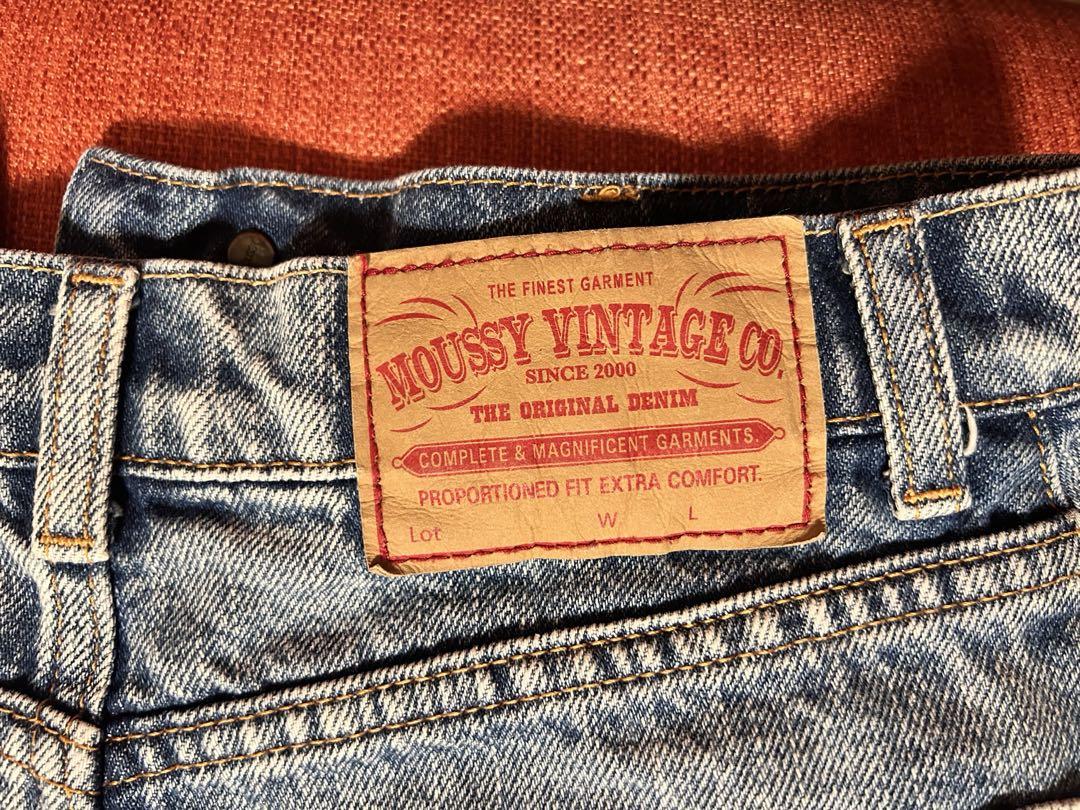 THE FINEST GARMENT
MOUSSY VINTAGE CO.
SINCE 2000
THE ORIGINAL DENIM
COMPLETE & MAGNIFICENT GARMENTS.
PROPORTIONED FIT EXTRA COMFORT.
Lot W L